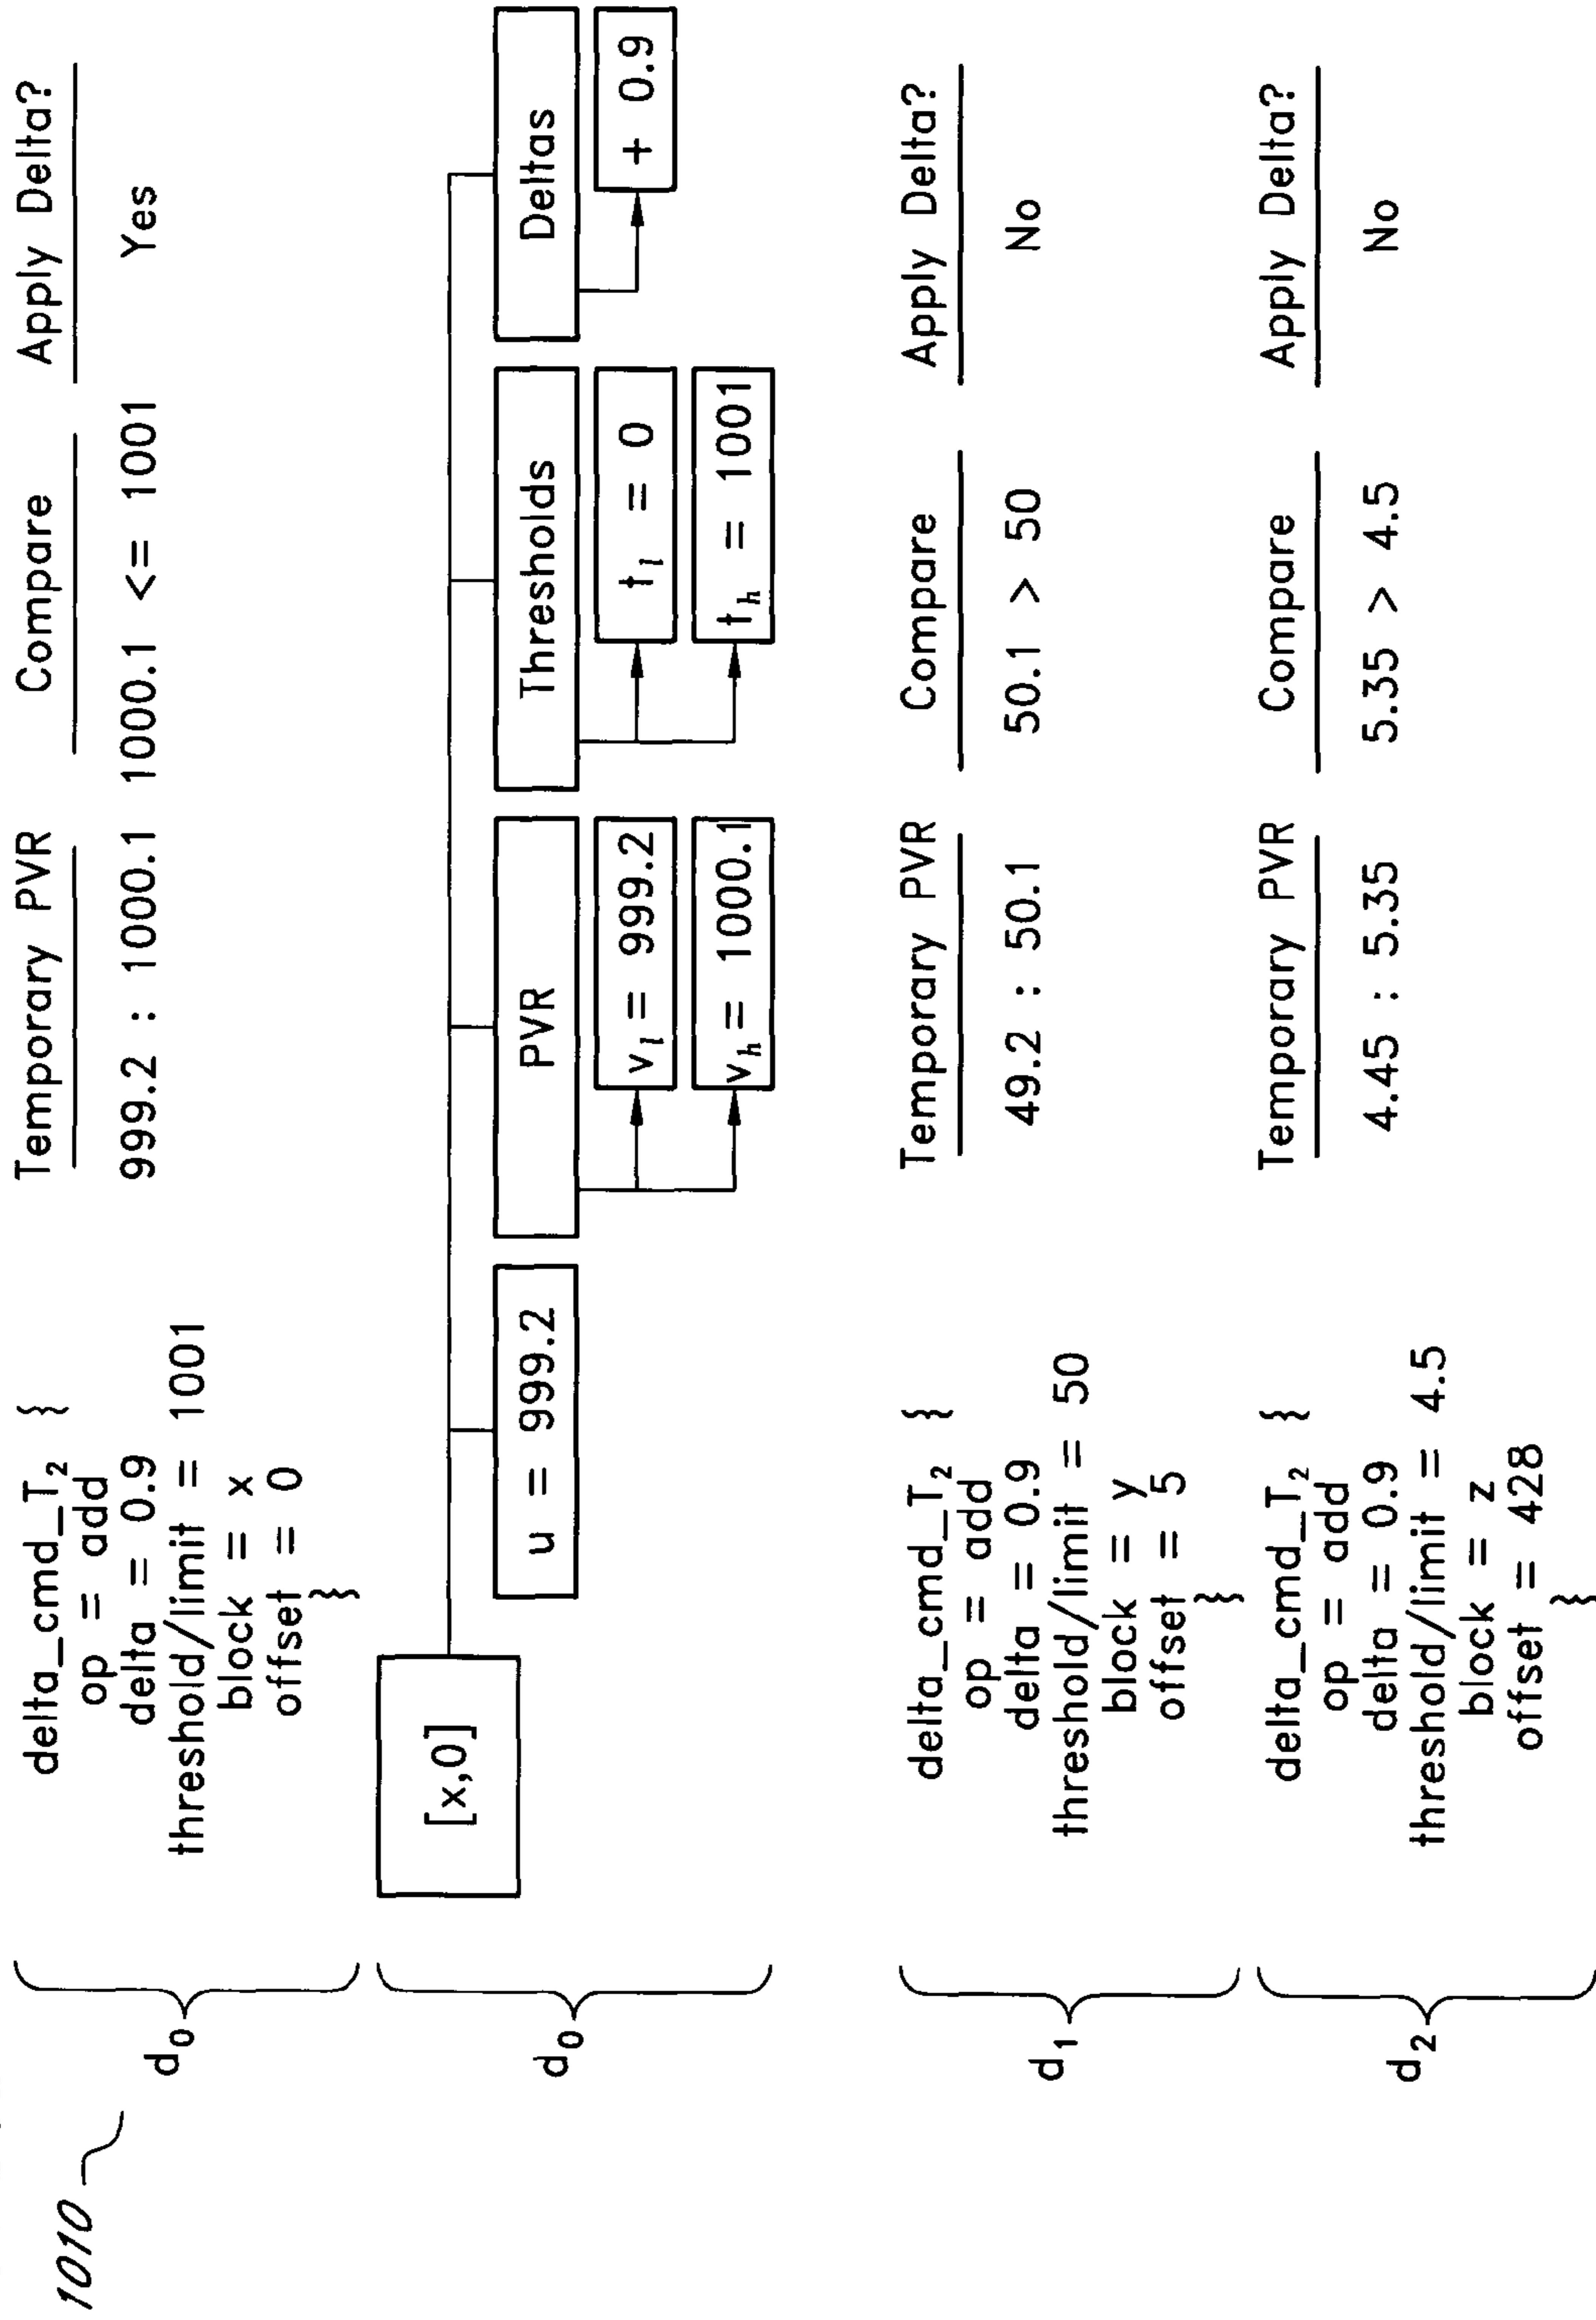 1010
d0
delta_cmd_T2 {
op = add
delta = 0.9
threshold/limit = 1001
block = x
offset = 0
}
Temporary PVR
999.2 : 1000.1
Compare
1000.1 <= 1001
Apply Delta?
Yes
d0
[x,0]
u = 999.2
PVR
vl = 999.2
vh = 1000.1
Thresholds
tl = 0
th = 1001
Deltas
+ 0.9
d1
delta_cmd_T2 {
op = add
delta = 0.9
threshold/limit = 50
block = y
offset = 5
}
Temporary PVR
49.2 : 50.1
Compare
50.1 > 50
Apply Delta?
No
d2
delta_cmd_T2 {
op = add
delta = 0.9
threshold/limit = 4.5
block = z
offset = 428
}
Temporary PVR
4.45 : 5.35
Compare
5.35 > 4.5
Apply Delta?
No